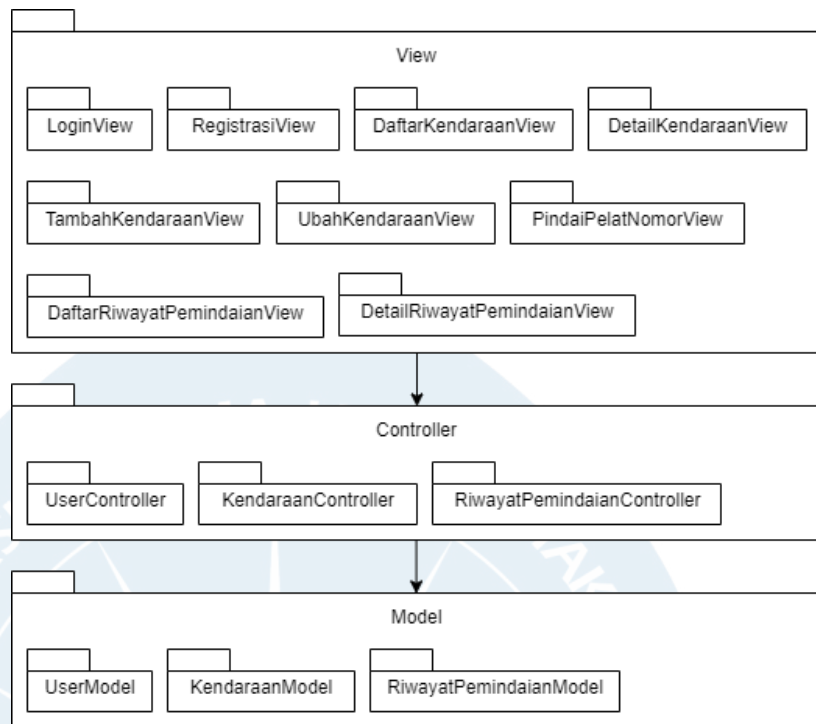 View
LoginView
RegistrasiView
DaftarKendaraanView
DetailKendaraanView
TambahKendaraanView
UbahKendaraanView
PindaiPelatNomorView
DaftarRiwayatPemindaianView
DetailRiwayatPemindaianView
Controller
UserController
KendaraanController
RiwayatPemindaianController
Model
UserModel
KendaraanModel
RiwayatPemindaianModel